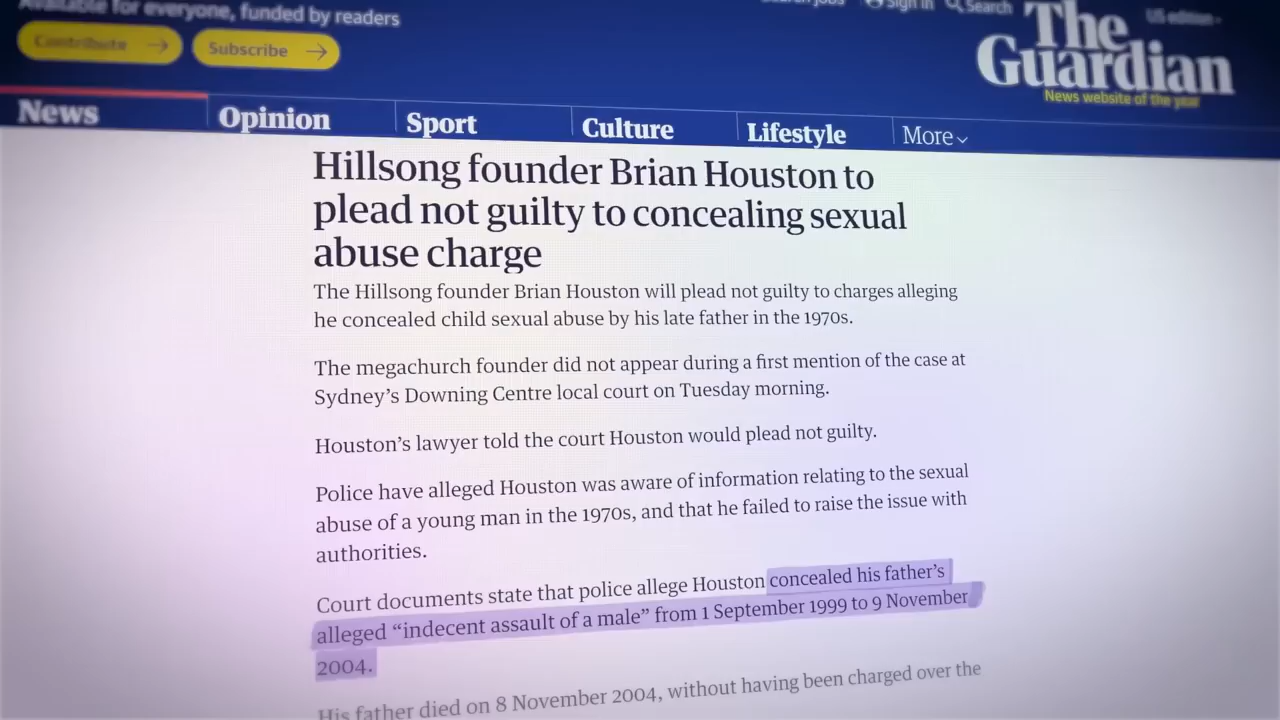 Available for everyone, funded by readers
Contribute →
Subscribe →
Sign in
Search
US edition
The
Guardian
News website of the year
News
Opinion
Sport
Culture
Lifestyle
More
Hillsong founder Brian Houston to
plead not guilty to concealing sexual
abuse charge
The Hillsong founder Brian Houston will plead not guilty to charges alleging
he concealed child sexual abuse by his late father in the 1970s.
The megachurch founder did not appear during a first mention of the case at
Sydney’s Downing Centre local court on Tuesday morning.
Houston’s lawyer told the court Houston would plead not guilty.
Police have alleged Houston was aware of information relating to the sexual
abuse of a young man in the 1970s, and that he failed to raise the issue with
authorities.
Court documents state that police allege Houston concealed his father’s
alleged “indecent assault of a male” from 1 September 1999 to 9 November
2004.
His father died on 8 November 2004, without having been charged over the